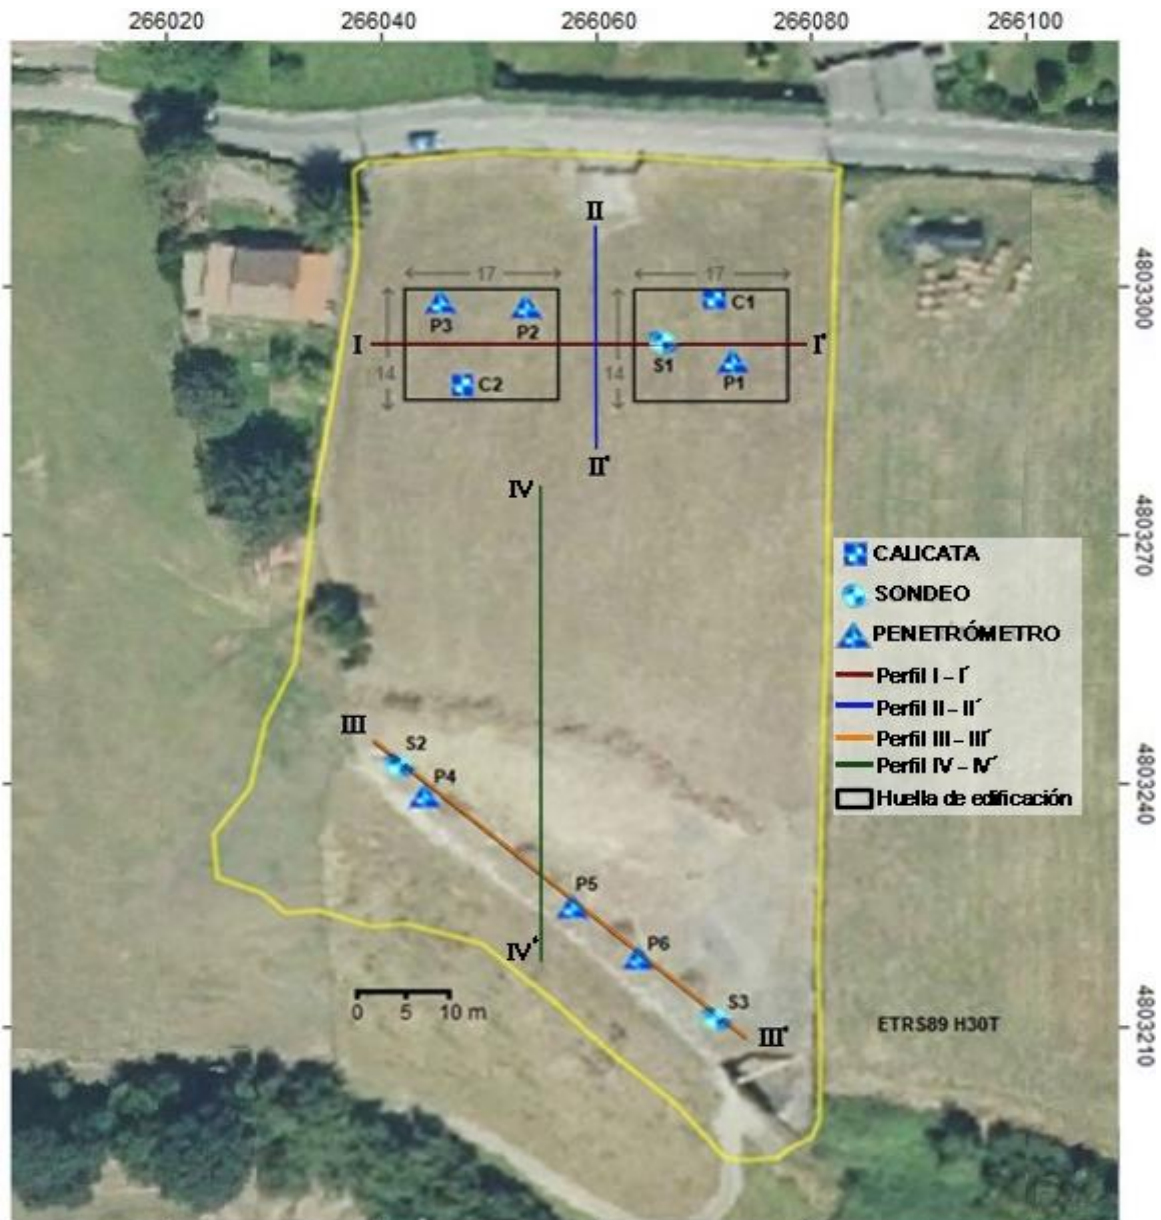 266020 266040 266060 266080 266100
II
17 17
4803300
C1
P3 P2
I I´
S1
14 C2 14 P1
II´
IV
4803270
CALICATA
SONDEO
PENETRÓMETRO
Perfil I – I´
Perfil II – II´
Perfil III – III´
Perfil IV – IV´
Huella de edificación
III
S2
P4
4803240
P5
IV´
P6
0 5 10 m
S3
III´
ETRS89 H30T
4803210